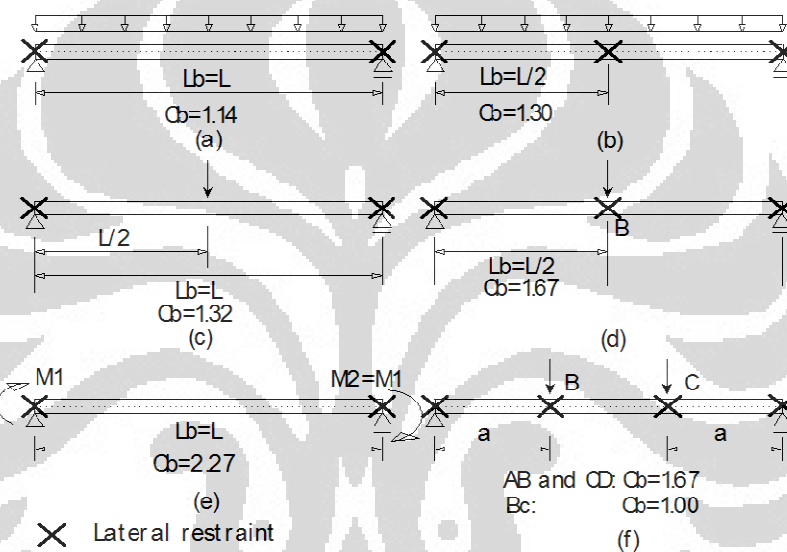 Lb=L
Cb=1.14
(a)
Lb=L/2
Cb=1.30
(b)
L/2
Lb=L
Cb=1.32
(c)
B
Lb=L/2
Cb=1.67
(d)
M1
M2=M1
Lb=L
Cb=2.27
(e)
B
C
a
a
AB and CD: Cb=1.67
Bc: Cb=1.00
(f)
Lateral restraint